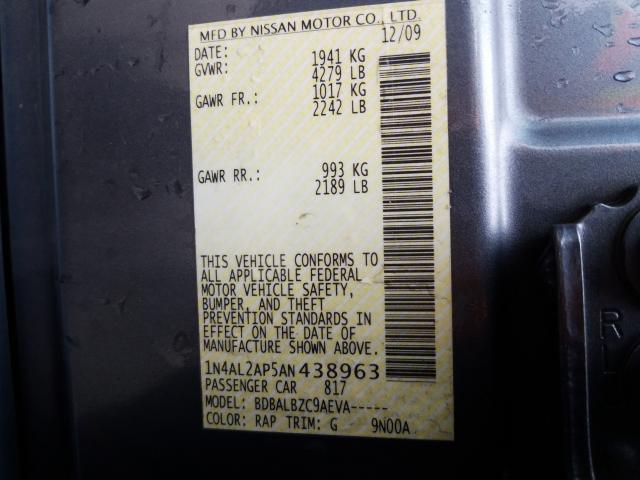 MFD BY NISSAN MOTOR CO., LTD.
DATE: 12/09
GVWR: 1941 KG
4279 LB
GAWR FR.: 1017 KG
2242 LB
GAWR RR.: 993 KG
2189 LB
THIS VEHICLE CONFORMS TO
ALL APPLICABLE FEDERAL
MOTOR VEHICLE SAFETY,
BUMPER, AND THEFT
PREVENTION STANDARDS IN
EFFECT ON THE DATE OF
MANUFACTURE SHOWN ABOVE.
1N4AL2AP5AN438963
PASSENGER CAR 817
MODEL: BDBALBZC9AEVA-----
COLOR: RAP TRIM: G 9N00A
R
L